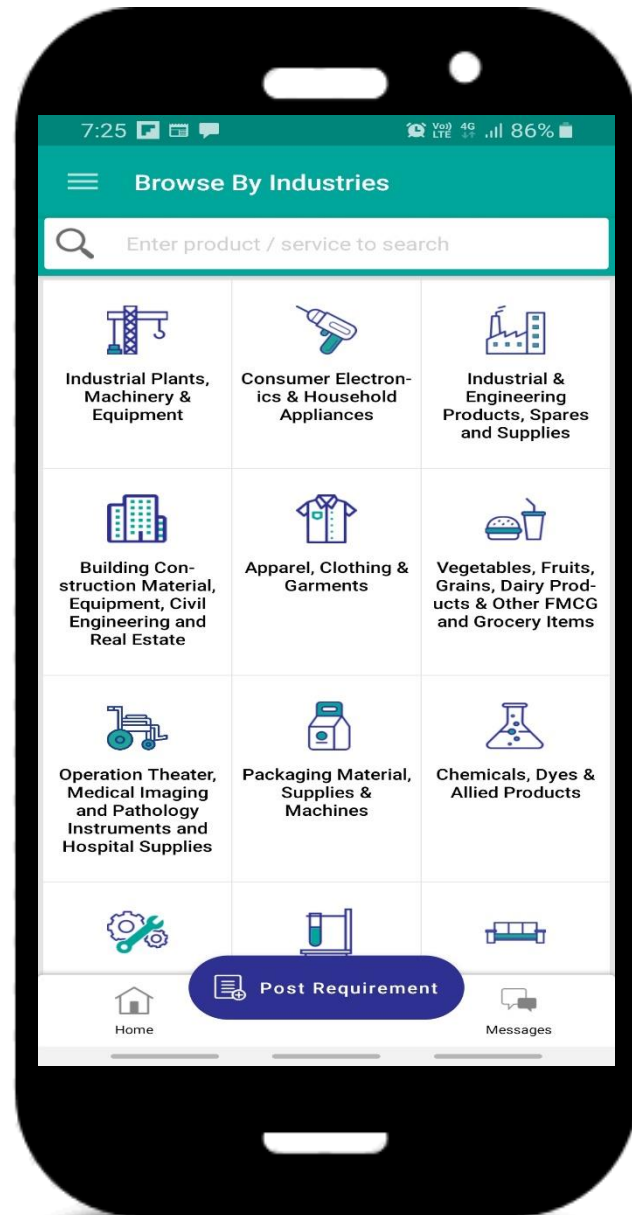 7:25 VoD) LTE 4G 86%
Browse By Industries
Enter product / service to search
Industrial Plants,
Machinery &
Equipment
Consumer Electron-
ics & Household
Appliances
Industrial &
Engineering
Products, Spares
and Supplies
Building Con-
struction Material,
Equipment, Civil
Engineering and
Real Estate
Apparel, Clothing &
Garments
Vegetables, Fruits,
Grains, Dairy Prod-
ucts & Other FMCG
and Grocery Items
Operation Theater,
Medical Imaging
and Pathology
Instruments and
Hospital Supplies
Packaging Material,
Supplies &
Machines
Chemicals, Dyes &
Allied Products
Post Requirement
Home
Messages